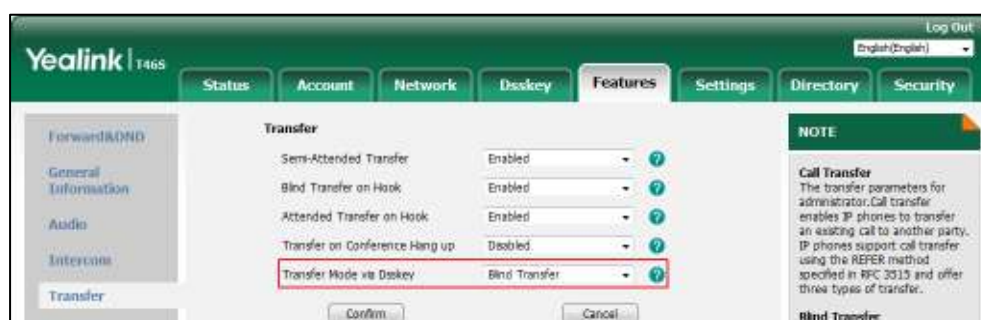 Log Out
English(English)
Yealink T46S
Status Account Network Dsskey Features Settings Directory Security
Forward&DND
General
Information
Audio
Intercom
Transfer
Transfer
Semi-Attended Transfer Enabled
Blind Transfer on Hook Enabled
Attended Transfer on Hook Enabled
Transfer on Conference Hang up Disabled
Transfer Mode via Dsskey Blind Transfer
Confirm Cancel
NOTE
Call Transfer
The transfer parameters for
administrator.Call transfer
enables IP phones to transfer
an existing call to another party.
IP phones support call transfer
using the REFER method
specified in RFC 3515 and offer
three types of transfer.
Blind Transfer